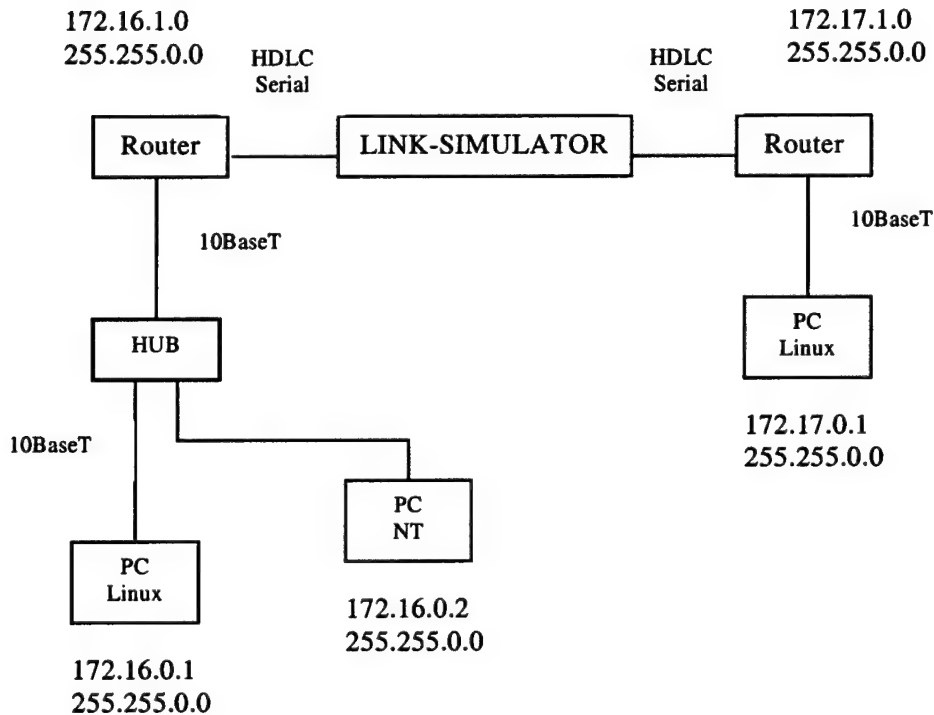 172.16.1.0
255.255.0.0
HDLC
Serial
HDLC
Serial
172.17.1.0
255.255.0.0
Router
LINK-SIMULATOR
Router
10BaseT
10BaseT
HUB
PC
Linux
10BaseT
172.17.0.1
255.255.0.0
PC
NT
PC
Linux
172.16.0.2
255.255.0.0
172.16.0.1
255.255.0.0